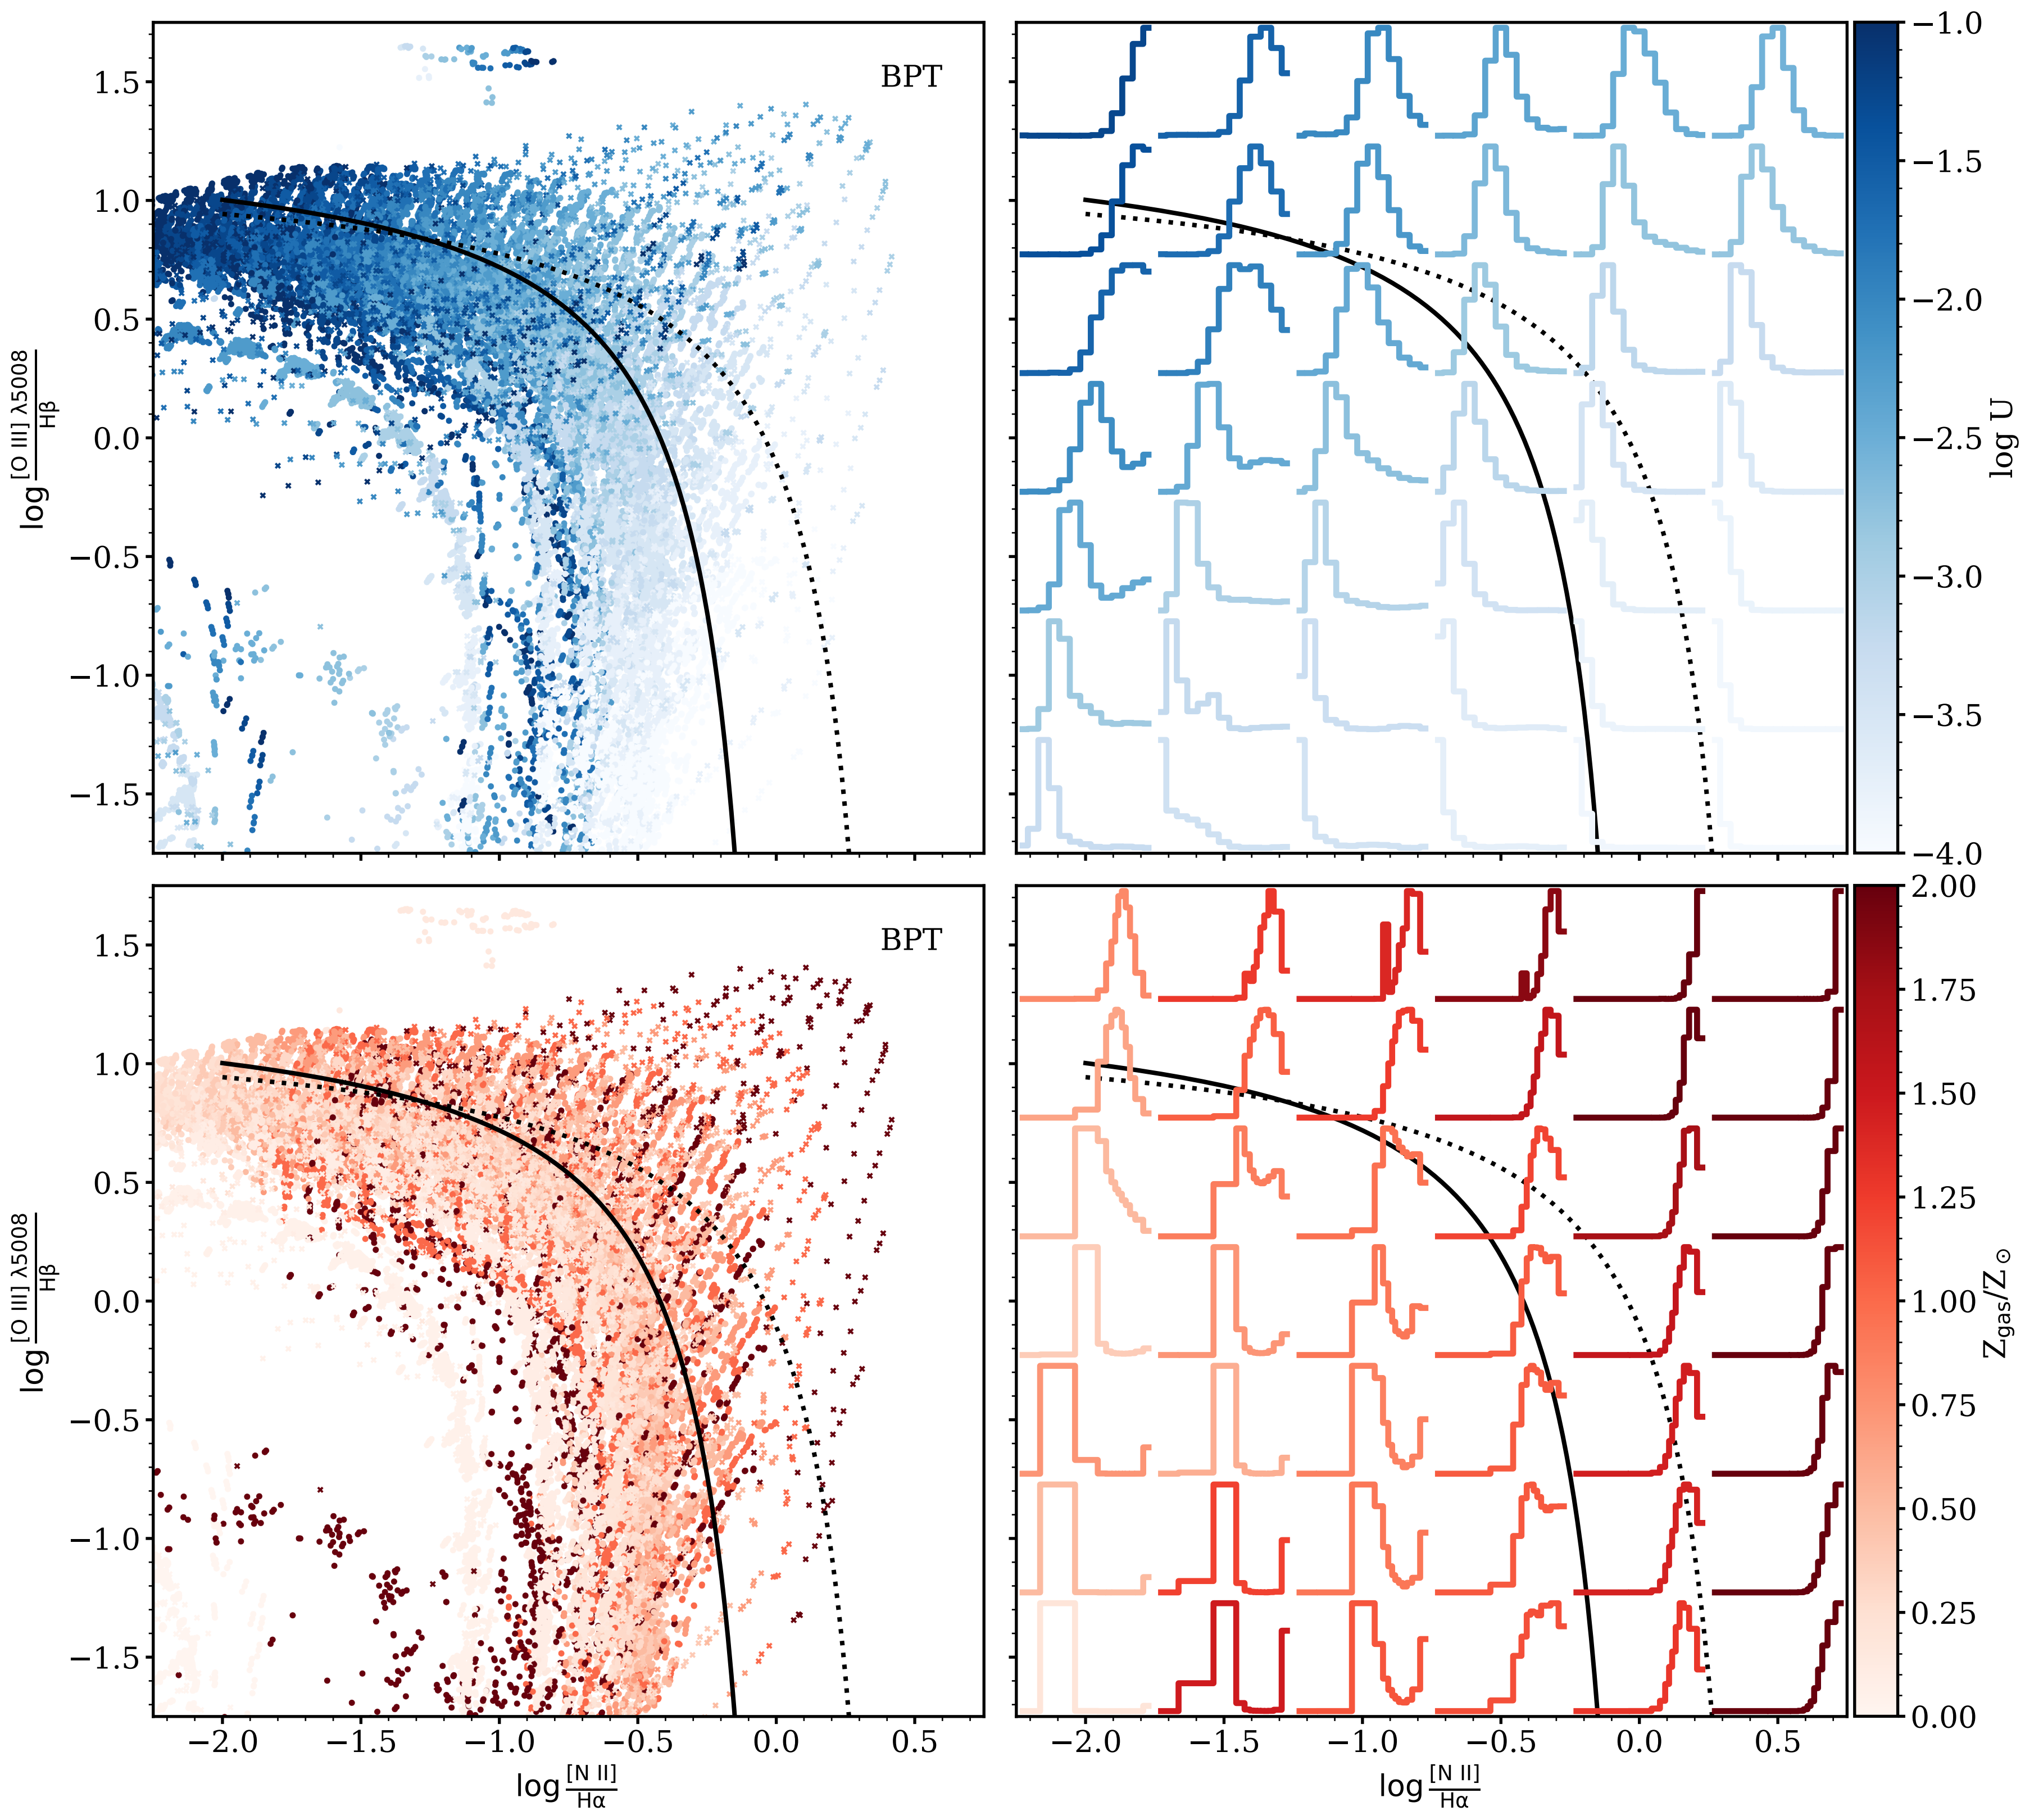 BPT
1.5
1.0
0.5
0.0
−0.5
−1.0
−1.5
log [O III] λ5008
Hβ
−1.0
−1.5
−2.0
−2.5
−3.0
−3.5
−4.0
log U
BPT
1.5
1.0
0.5
0.0
−0.5
−1.0
−1.5
log [O III] λ5008
Hβ
−2.0 −1.5 −1.0 −0.5 0.0 0.5
log [N II]
Hα
−2.0 −1.5 −1.0 −0.5 0.0 0.5
log [N II]
Hα
2.00
1.75
1.50
1.25
1.00
0.75
0.50
0.25
0.00
Zgas/Z⊙